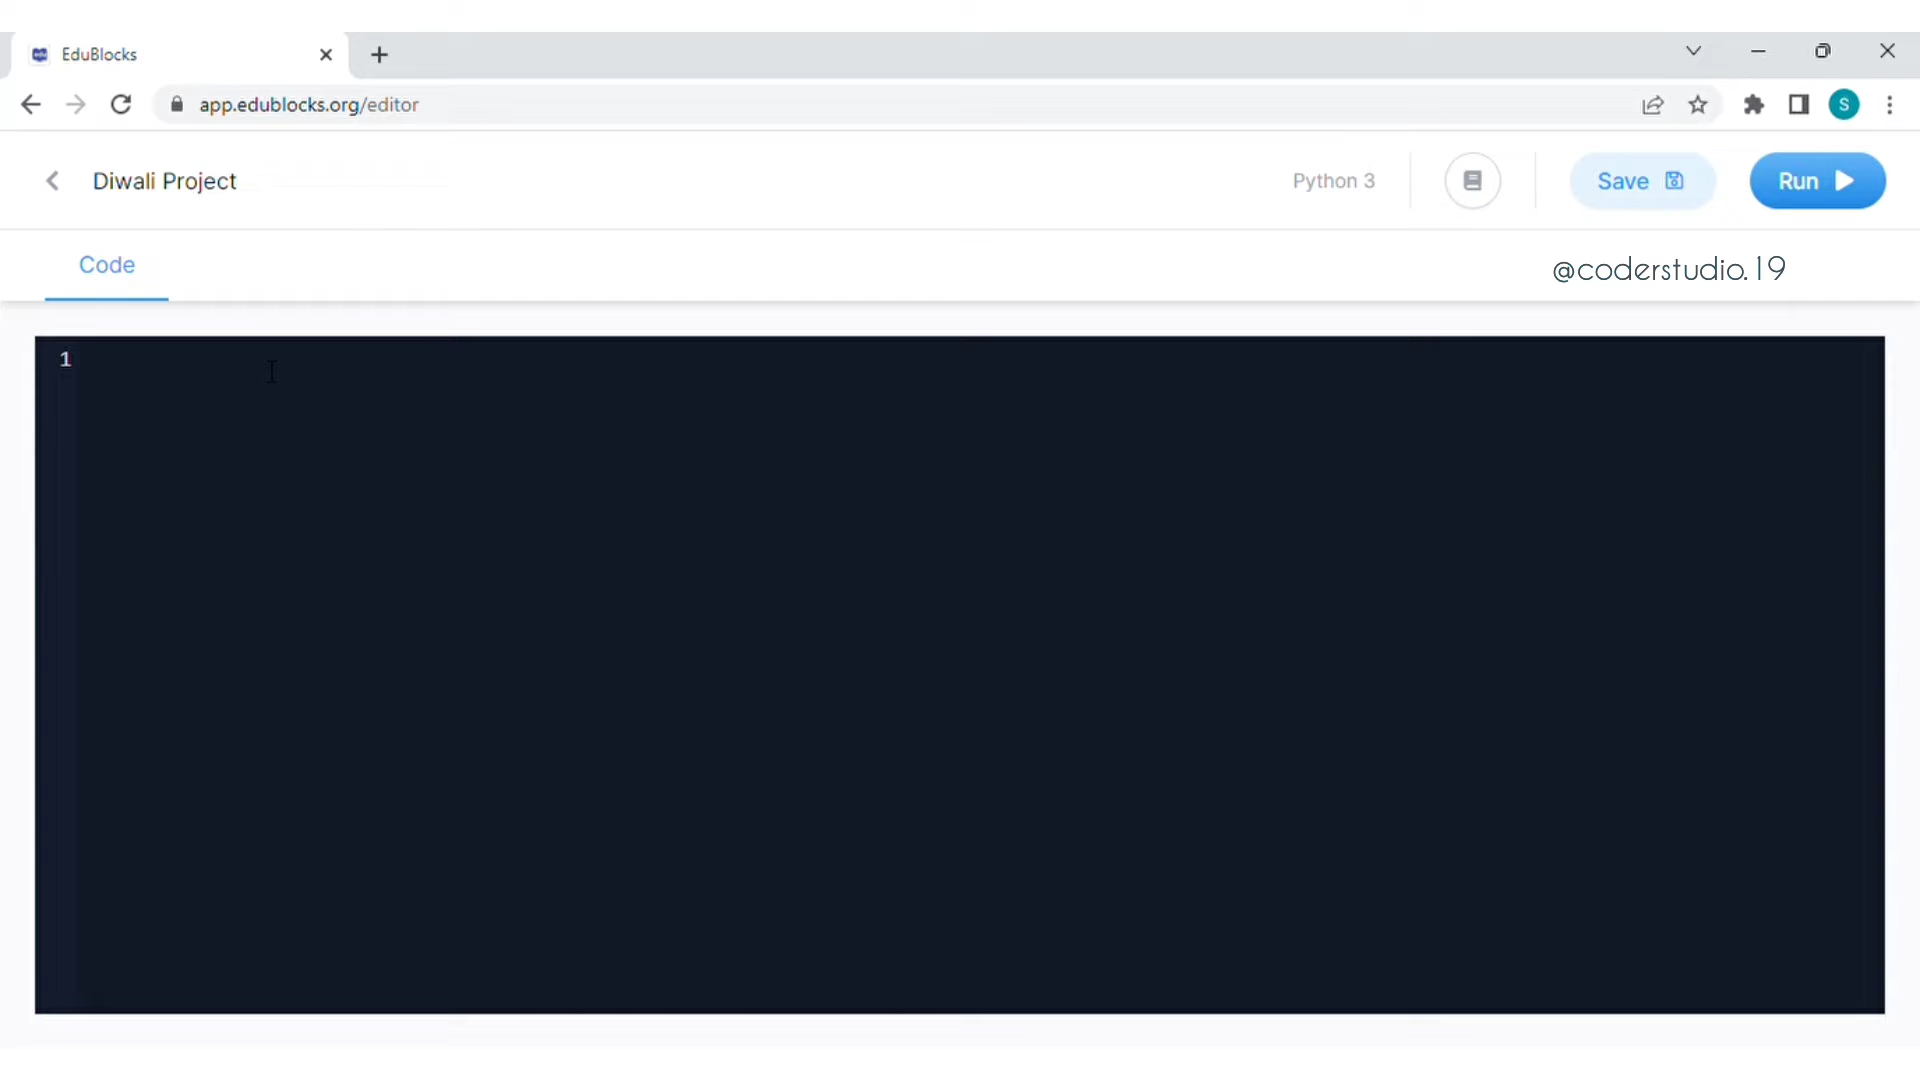 EduBlocks
app.edublocks.org/editor
S
Diwali Project
Python 3
Save
Run
Code
@coderstudio.19
1